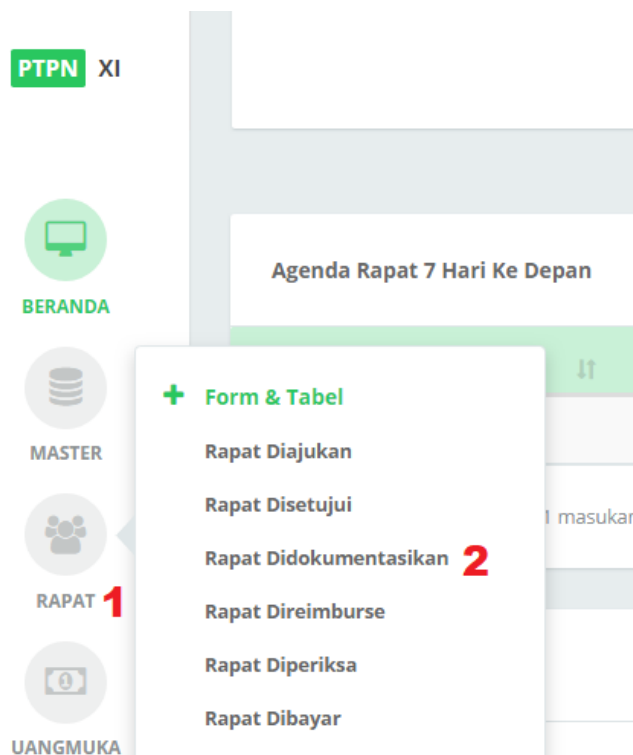 PTPN XI
BERANDA
MASTER
RAPAT 1
UANGMUKA
Agenda Rapat 7 Hari Ke Depan
+ Form & Tabel
Rapat Diajukan
Rapat Disetujui
Rapat Didokumentasikan 2
Rapat Direimburse
Rapat Diperiksa
Rapat Dibayar
masukan